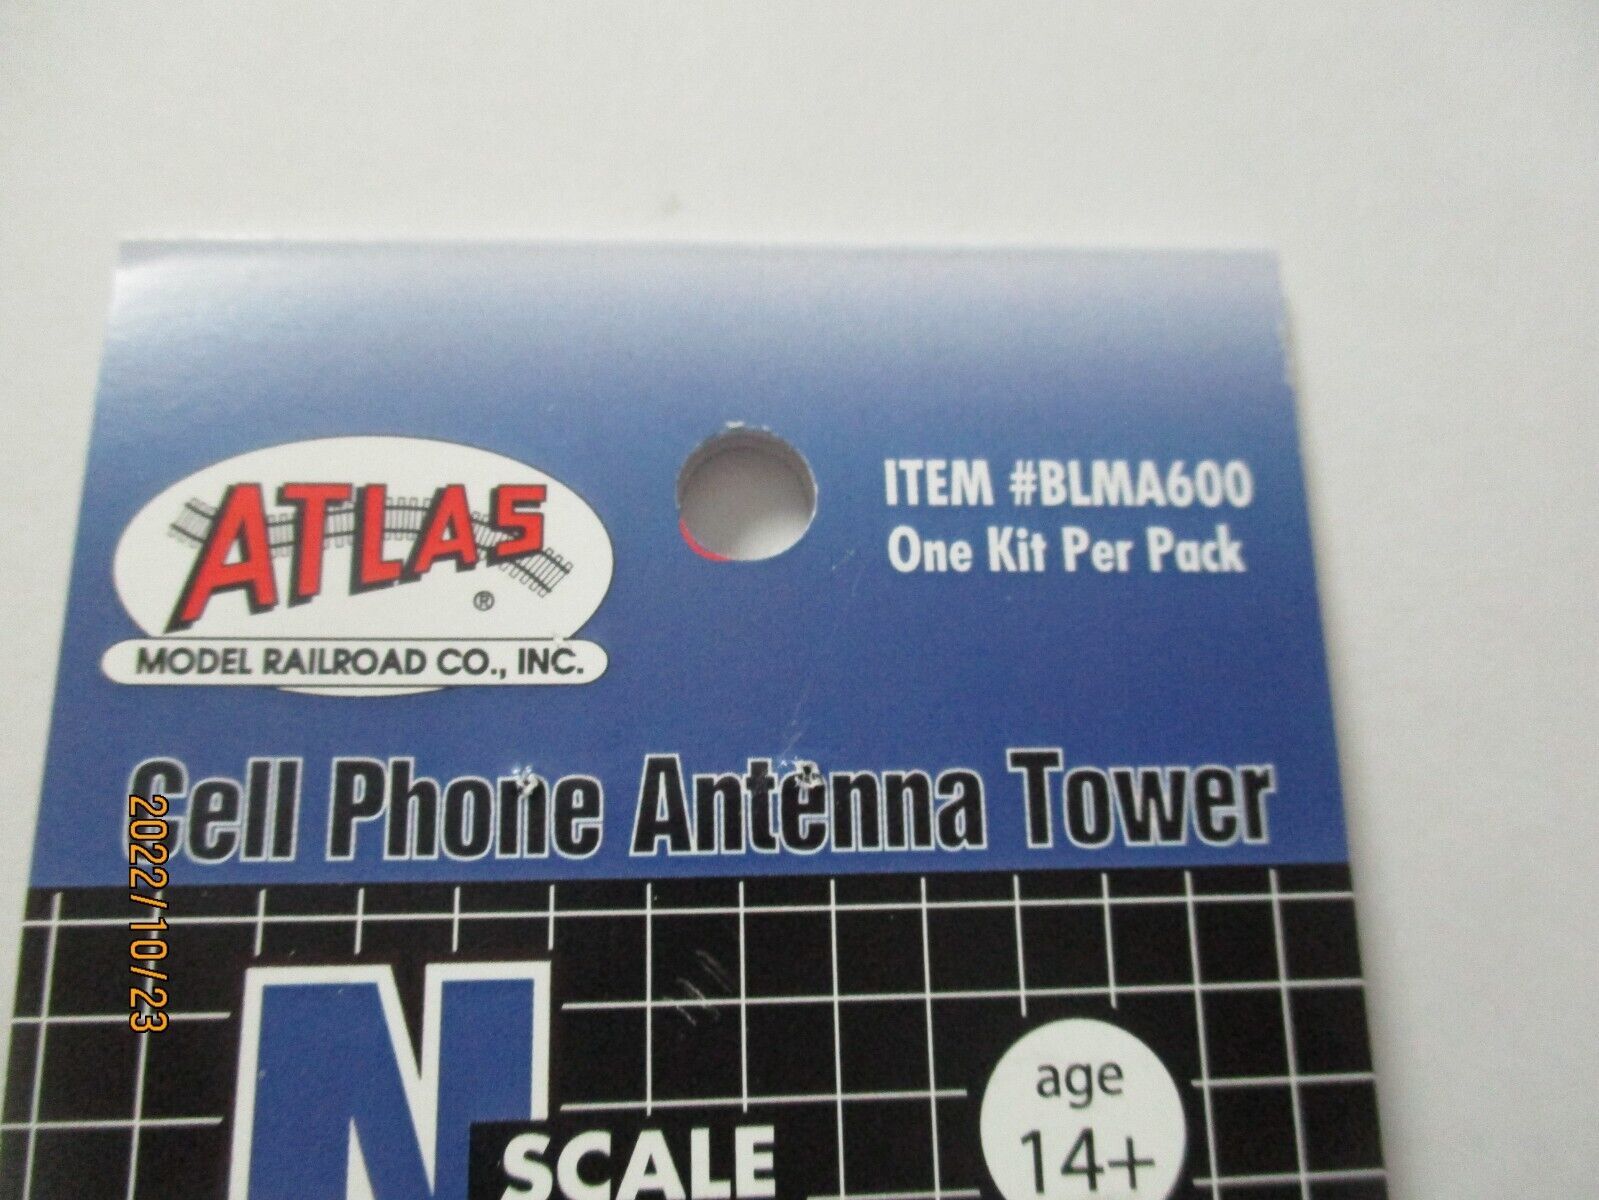 ATLAS
®
MODEL RAILROAD CO., INC.
ITEM #BLMA600
One Kit Per Pack
Cell Phone Antenna Tower
N
SCALE
age
14+
2022/10/23